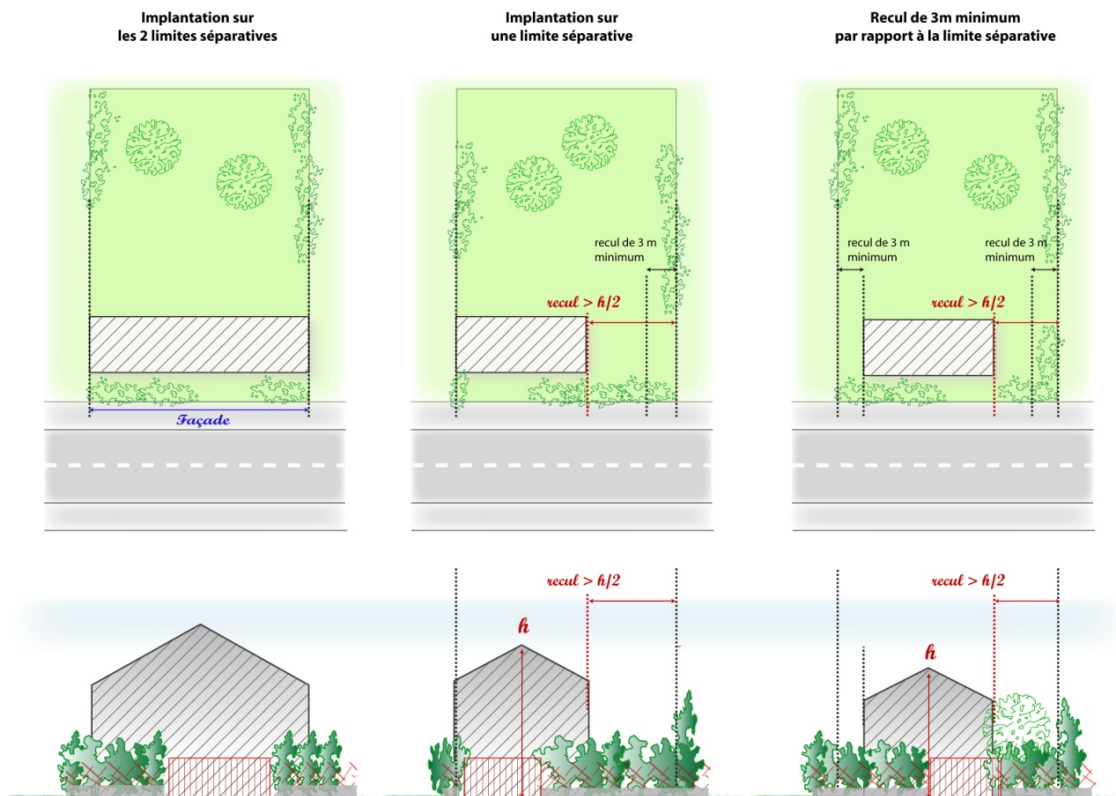 Implantation sur
les 2 limites séparatives
Implantation sur
une limite séparative
Recul de 3m minimum
par rapport à la limite séparative
recul de 3 m
minimum
recul > h/2
recul de 3 m
minimum
recul de 3 m
minimum
recul > h/2
Façade
recul > h/2
h
recul > h/2
h